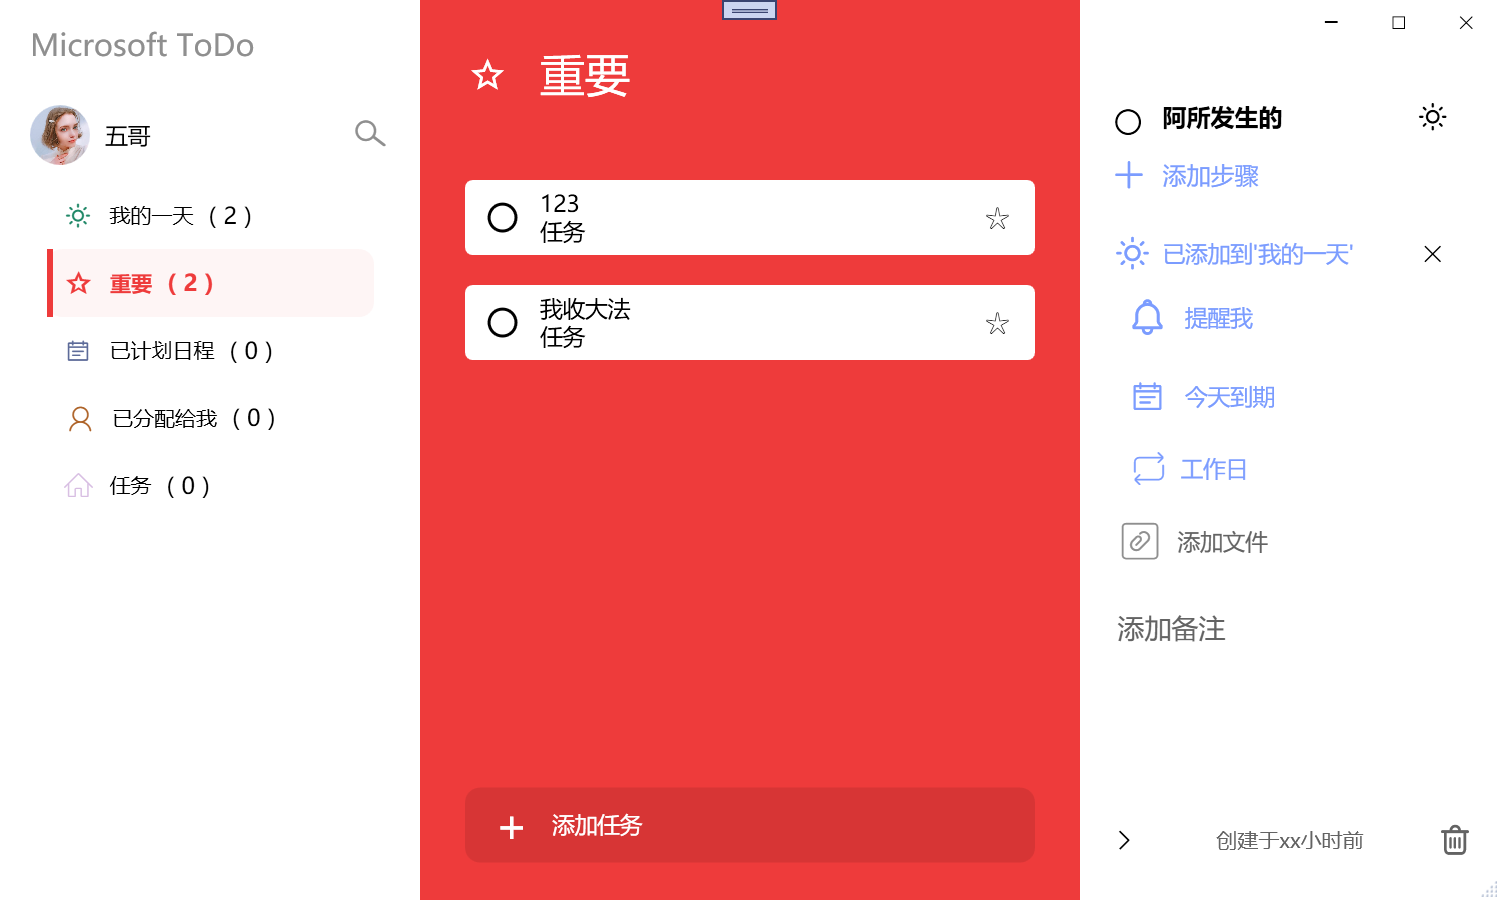 Microsoft ToDo
五哥
我的一天 ( 2 )
重要 ( 2 )
已计划日程 ( 0 )
已分配给我 ( 0 )
任务 ( 0 )
重要
123
任务
我收大法
任务
添加任务
阿所发生的
添加步骤
已添加到'我的一天'
提醒我
今天到期
工作日
添加文件
添加备注
创建于xx小时前